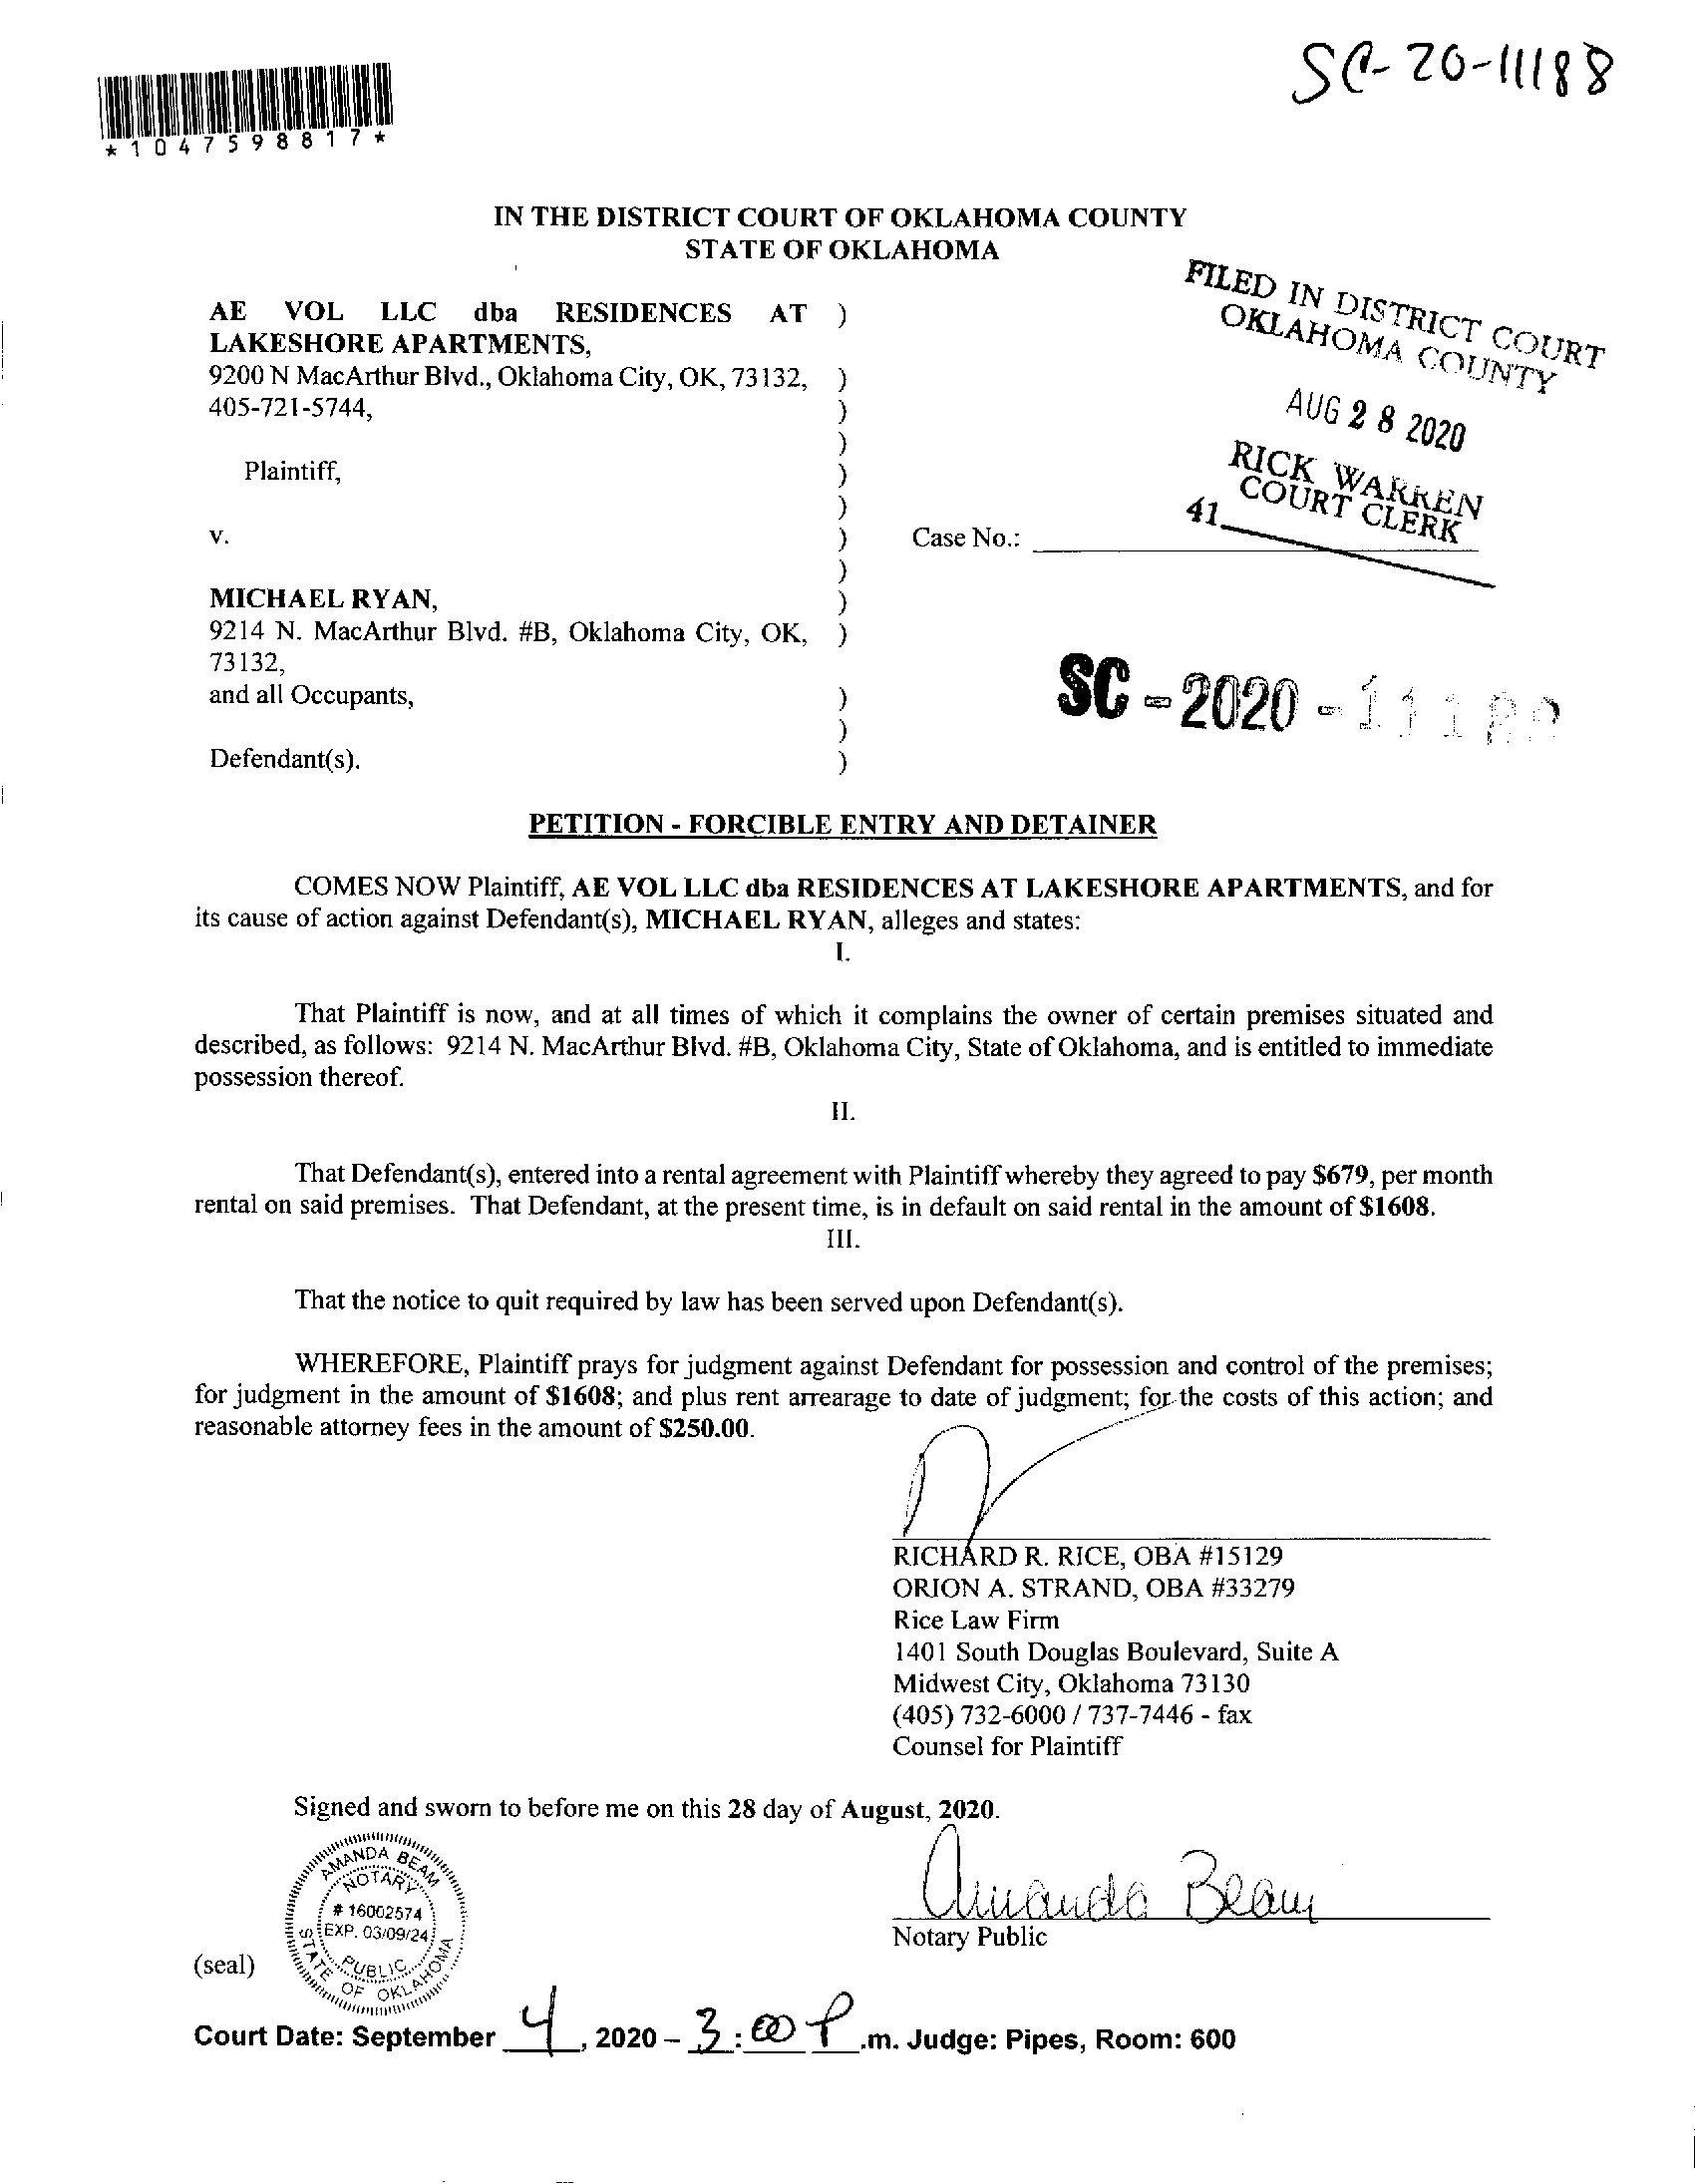 SC-20-11188
*1047598817*
IN THE DISTRICT COURT OF OKLAHOMA COUNTY
STATE OF OKLAHOMA
FILED IN DISTRICT COURT
OKLAHOMA COUNTY
AUG 28 2020
RICK WARREN
COURT CLERK
41
AE VOL LLC dba RESIDENCES AT )
LAKESHORE APARTMENTS,
9200 N MacArthur Blvd., Oklahoma City, OK, 73132, )
405-721-5744, )
)
Plaintiff, )
)
v. ) Case No.:
)
MICHAEL RYAN, )
9214 N. MacArthur Blvd. #B, Oklahoma City, OK, )
73132,
and all Occupants, )
)
Defendant(s). )
SC - 2020 -
PETITION - FORCIBLE ENTRY AND DETAINER
COMES NOW Plaintiff, AE VOL LLC dba RESIDENCES AT LAKESHORE APARTMENTS, and for
its cause of action against Defendant(s), MICHAEL RYAN, alleges and states:
I.
That Plaintiff is now, and at all times of which it complains the owner of certain premises situated and
described, as follows: 9214 N. MacArthur Blvd. #B, Oklahoma City, State of Oklahoma, and is entitled to immediate
possession thereof.
II.
That Defendant(s), entered into a rental agreement with Plaintiff whereby they agreed to pay $679, per month
rental on said premises. That Defendant, at the present time, is in default on said rental in the amount of $1608.
III.
That the notice to quit required by law has been served upon Defendant(s).
WHEREFORE, Plaintiff prays for judgment against Defendant for possession and control of the premises;
for judgment in the amount of $1608; and plus rent arrearage to date of judgment; for the costs of this action; and
reasonable attorney fees in the amount of $250.00.
RICHARD R. RICE, OBA #15129
ORION A. STRAND, OBA #33279
Rice Law Firm
1401 South Douglas Boulevard, Suite A
Midwest City, Oklahoma 73130
(405) 732-6000 / 737-7446 - fax
Counsel for Plaintiff
Signed and sworn to before me on this 28 day of August, 2020.
Amanda Beam
Notary Public
(seal)
AMANDA BEAM
NOTARY
# 16002574
EXP. 03/09/24
PUBLIC
STATE OF OKLAHOMA
Court Date: September 4, 2020 – 3:00 P.m. Judge: Pipes, Room: 600